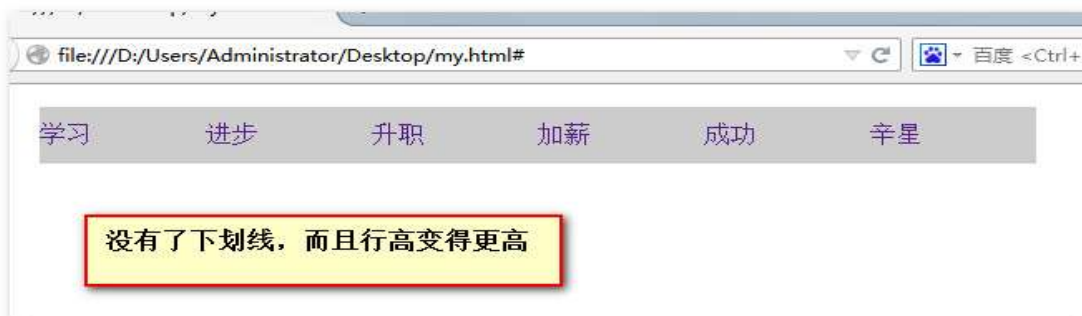 file:///D:/Users/Administrator/Desktop/my.html# 百度 <Ctrl+
学习 进步 升职 加薪 成功 辛星
没有了下划线，而且行高变得更高